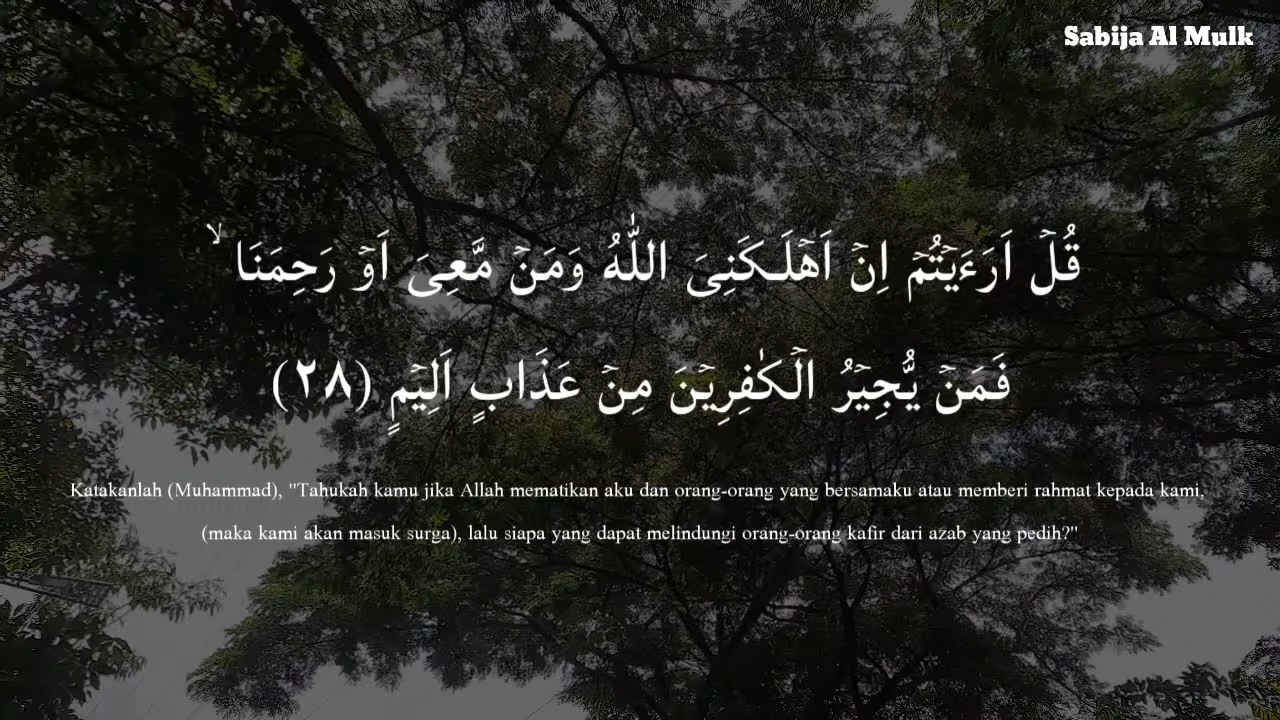 Sabija Al Mulk
قُلْ اَرَءَيْتُمْ اِنْ اَهْلَـكَنِىَ اللّٰهُ وَمَنْ مَّعِىَ اَوْ رَحِمَنَا ۙ
فَمَنْ يُّجِيْرُ الْكٰفِرِيْنَ مِنْ عَذَابٍ اَلِيْمٍ (٢٨)
Katakanlah (Muhammad), "Tahukah kamu jika Allah mematikan aku dan orang-orang yang bersamaku atau memberi rahmat kepada kami,
(maka kami akan masuk surga), lalu siapa yang dapat melindungi orang-orang kafir dari azab yang pedih?"